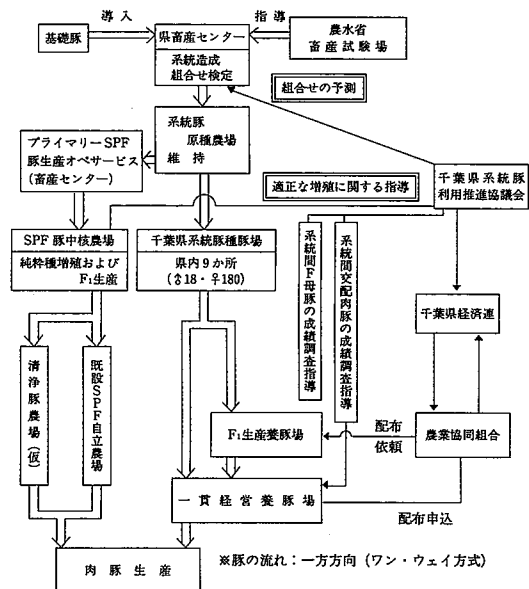 導入
指導
基礎豚
県畜産センター
系統造成
組合せ検定
農水省
畜産試験場
組合せの予測
系統豚
原種農場
維持
プライマリーSPF
豚生産オペサービス
(畜産センター)
適正な増殖に関する指導
千葉県系統豚
利用推進協議会
SPF豚中核農場
純粋種増殖および
F₁生産
千葉県系統豚種豚場
県内9か所
(♂18・♀180)
系統間F母豚の成績調査指導
系統間交配肉豚の成績調査指導
千葉県経済連
清浄豚農場(仮)
既設SPF自立農場
F₁生産養豚場
配布
依頼
農業協同組合
一貫経営養豚場
配布申込
肉豚生産
※豚の流れ:一方方向(ワン・ウェイ方式)